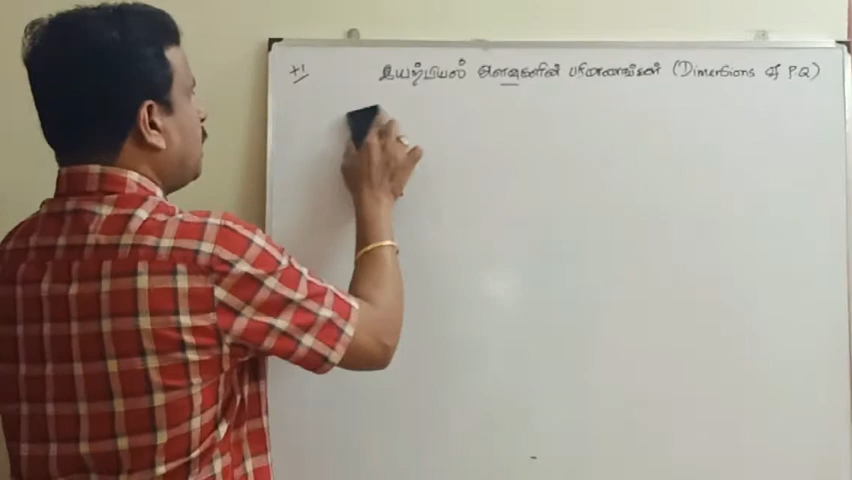 +1 இயற்பியல் அளவுகளின் பரிமாணங்கள் (Dimensions of P.Q)